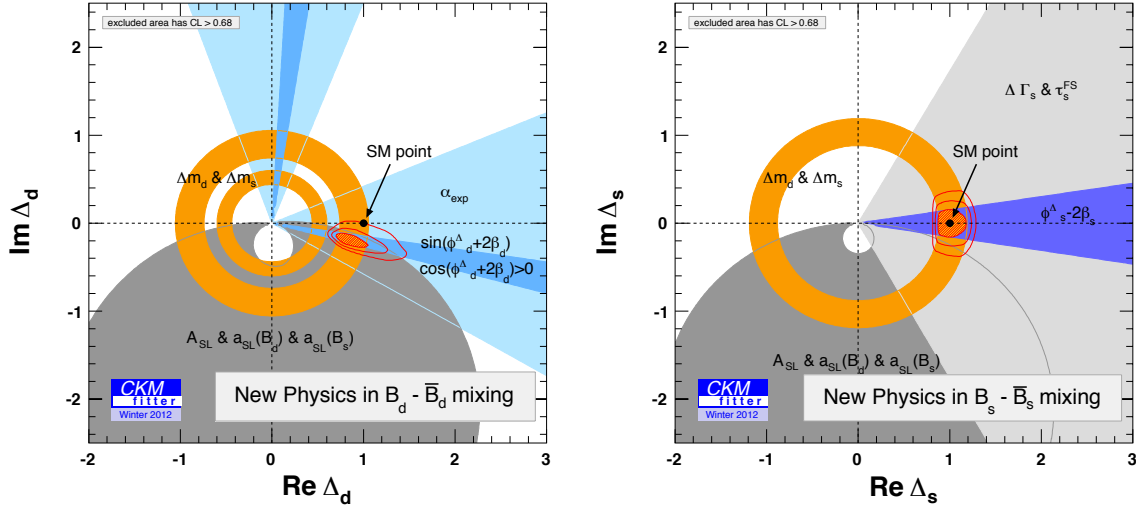 excluded area has CL > 0.68
Im Δd
2
1
0
-1
-2
SM point
Δmd & Δms
αexp
sin(φΔd+2βd)
cos(φΔd+2βd)>0
ASL & aSL(Bd) & aSL(Bs)
CKM
fitter
Winter 2012
New Physics in Bd - B̅d mixing
-2 -1 0 1 2 3
Re Δd
excluded area has CL > 0.68
Im Δs
2
1
0
-1
-2
Δ Γs & τsFS
SM point
Δmd & Δms
φΔs-2βs
ASL & aSL(Bd) & aSL(Bs)
CKM
fitter
Winter 2012
New Physics in Bs - B̅s mixing
-2 -1 0 1 2 3
Re Δs